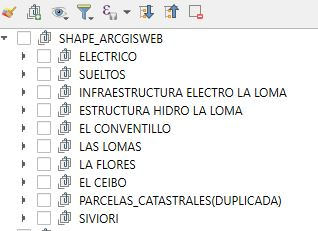 SHAPE_ARCGISWEB
ELECTRICO
SUELTOS
INFRAESTRUCTURA ELECTRO LA LOMA
ESTRUCTURA HIDRO LA LOMA
EL CONVENTILLO
LAS LOMAS
LA FLORES
EL CEIBO
PARCELAS_CATASTRALES(DUPLICADA)
SIVIORI